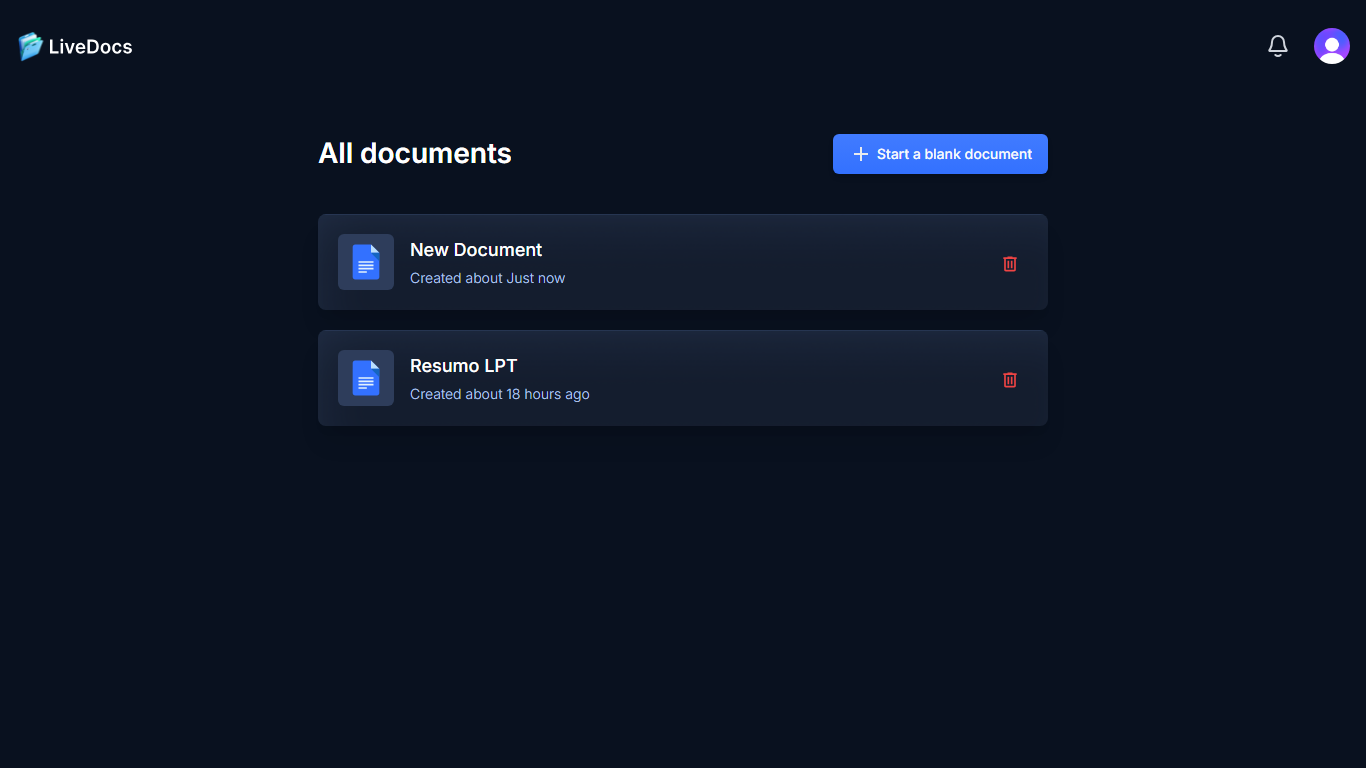 LiveDocs
All documents
Start a blank document
New Document
Created about Just now
Resumo LPT
Created about 18 hours ago